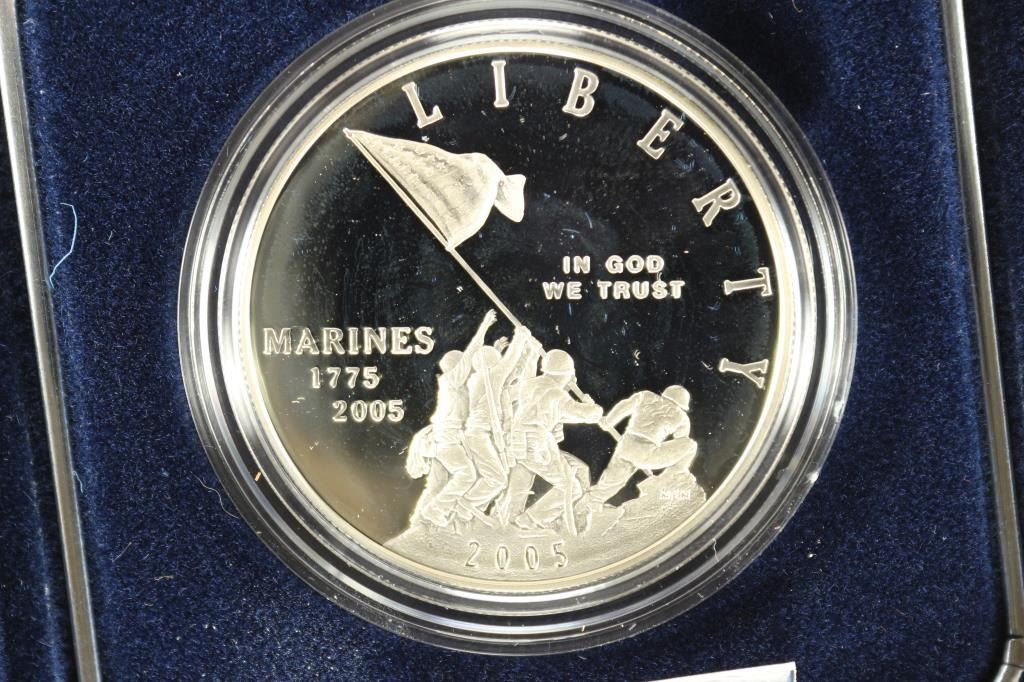 LIBERTY
IN GOD
WE TRUST
MARINES
1775
2005
2005